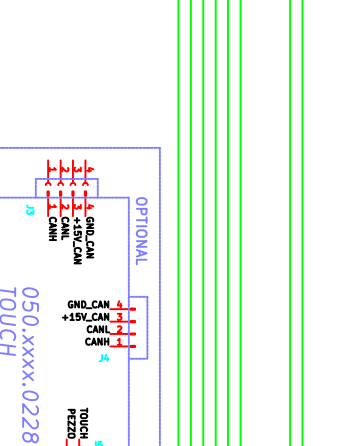 1 2 3 4
1 2 3 4
J3
CANH
CANL
+15V_CAN
GND_CAN
OPTIONAL
GND_CAN 4
+15V_CAN 3
CANL 2
CANH 1
J4
050.xxxx.0228
TOUCH
PEZZO
TOUCH